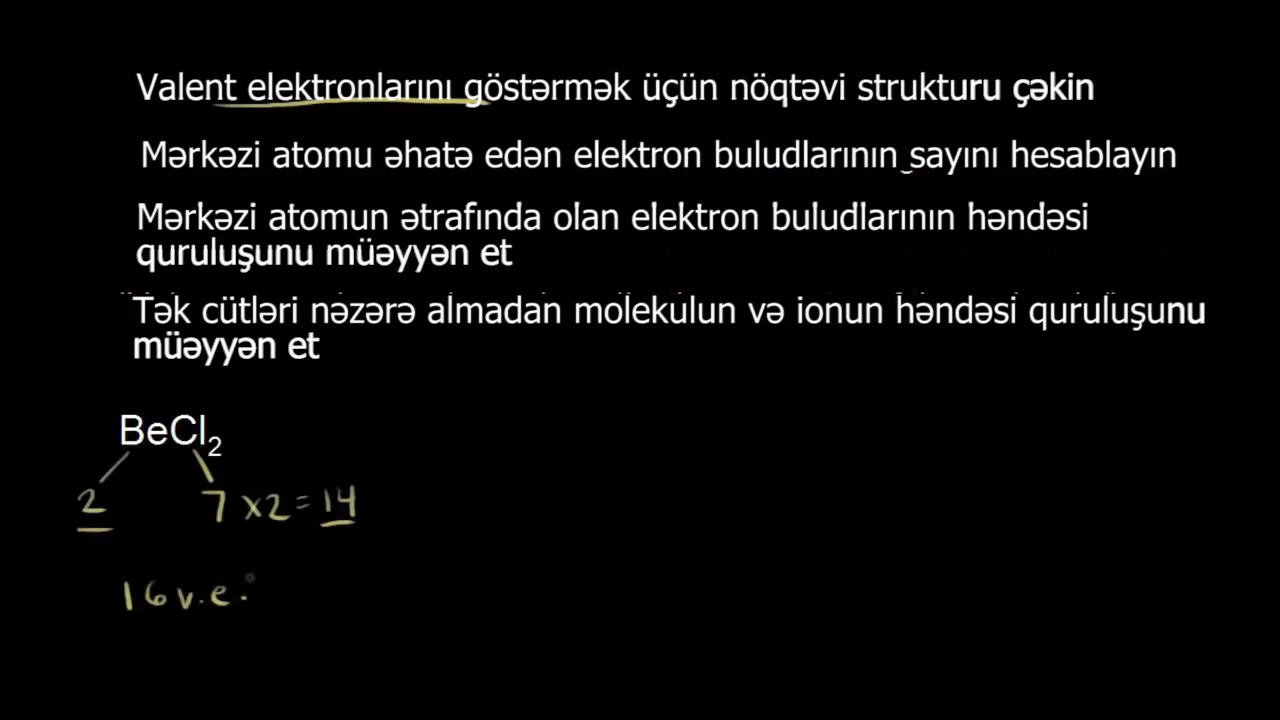 Valent elektronlarını göstərmək üçün nöqtəvi strukturu çəkin
Mərkəzi atomu əhatə edən elektron buludlarının sayını hesablayın
Mərkəzi atomun ətrafında olan elektron buludlarının həndəsi
quruluşunu müəyyən et
Tək cütləri nəzərə almadan molekulun və ionun həndəsi quruluşunu
müəyyən et
BeCl₂
2 7 x2=14
16 v.e.